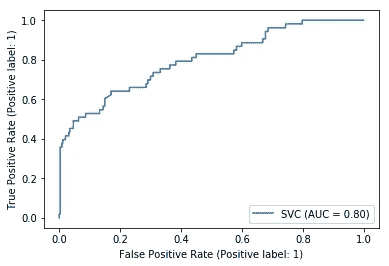 True Positive Rate (Positive label: 1)
1.0
0.8
0.6
0.4
0.2
0.0
SVC (AUC = 0.80)
0.0 0.2 0.4 0.6 0.8 1.0
False Positive Rate (Positive label: 1)